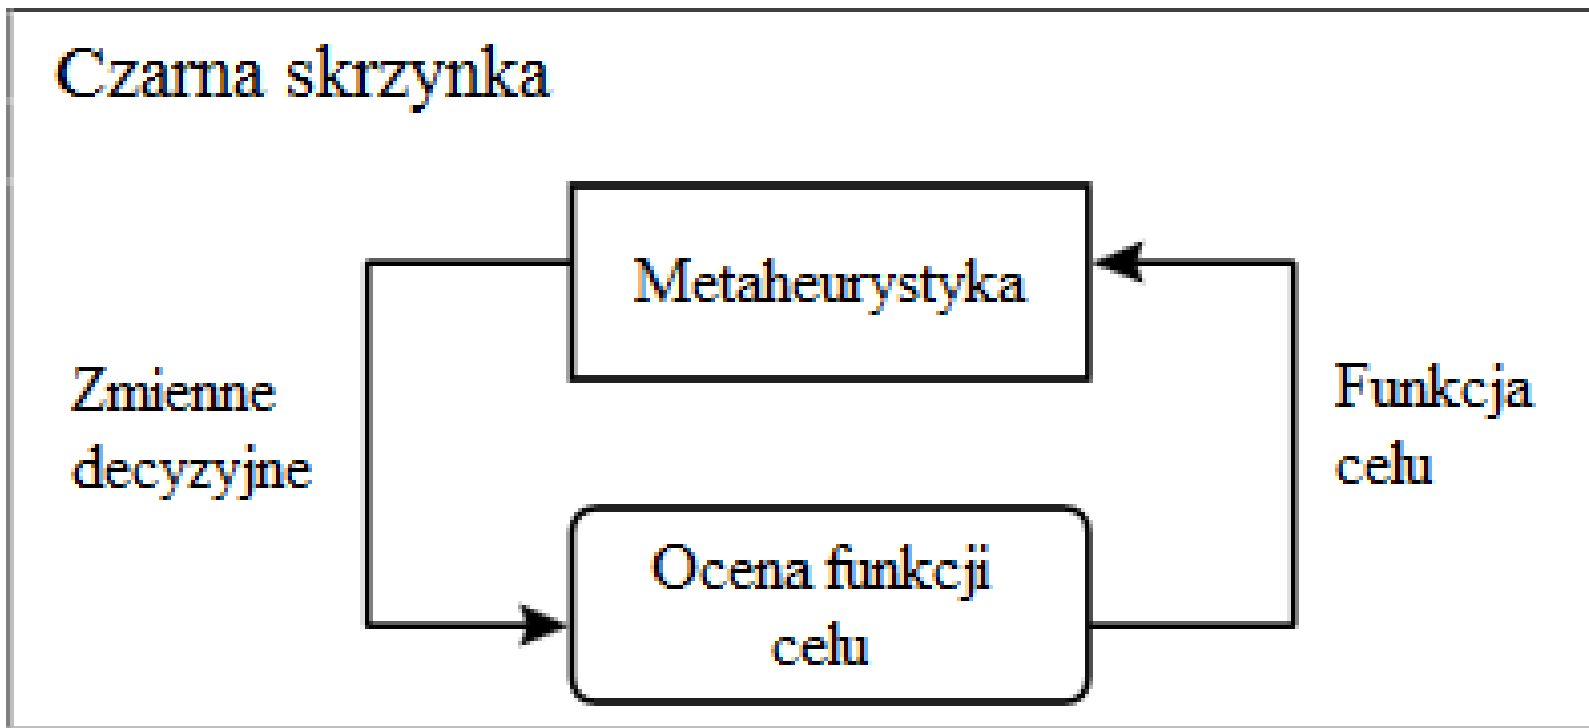 Czarna skrzynka
Metaheurystyka
Zmienne
decyzyjne
Funkcja
celu
Ocena funkcji
celu